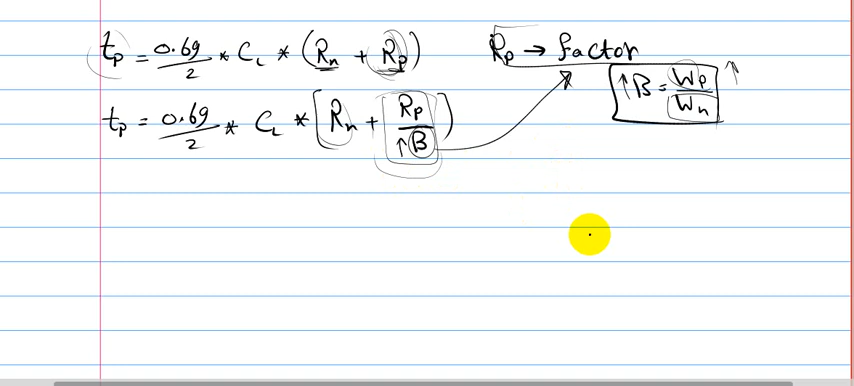 tp = 0.69/2 * CL * (Rn + Rp)
Rp → factor
↑B = Wp/Wn ↑
tp = 0.69/2 * CL * [Rn + Rp/↑B)